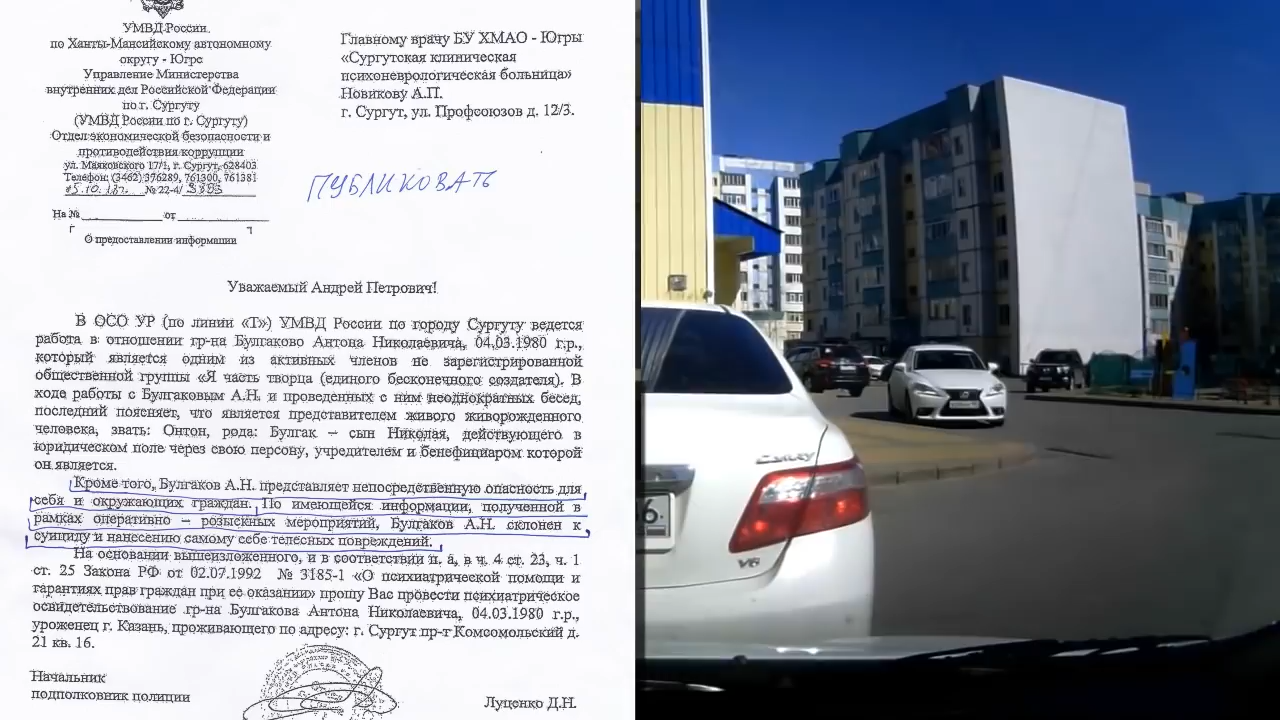 УМВД России
по Ханты-Мансийскому автономному
округу - Югре
Управление Министерства
внутренних дел Российской Федерации
по г. Сургуту
(УМВД России по г. Сургуту)
Отдел экономической безопасности и
противодействия коррупции
ул. Маяковского 17/1, г. Сургут, 628403
Телефон: (3462) 376289, 761300, 761381
№ 22-4/
На № от
О предоставлении информации
Главному врачу БУ ХМАО - Югры
«Сургутская клиническая
психоневрологическая больница»
Новикову А.П.
г. Сургут, ул. Профсоюзов д. 12/3.
ПУБЛИКОВАТЬ
Уважаемый Андрей Петрович!
В ОСО УР (по линии «Т») УМВД России по городу Сургуту ведется
работа в отношении гр-на Булгаково Антона Николаевича, 04.03.1980 г.р.,
который является одним из активных членов не зарегистрированной
общественной группы «Я часть творца (единого бесконечного создателя). В
ходе работы с Булгаковым А.Н. и проведенных с ним неоднократных бесед,
последний поясняет, что является представителем живого живорожденного
человека, звать: Онтон, рода: Булгак – сын Николая, действующего в
юридическом поле через свою персону, учредителем и бенефициаром которой
он является.
Кроме того, Булгаков А.Н. представляет непосредственную опасность для
себя и окружающих граждан. По имеющейся информации, полученной в
рамках оперативно – розыскных мероприятий, Булгаков А.Н. склонен к
суициду и нанесению самому себе телесных повреждений.
На основании вышеизложенного, и в соответствии п. а, в ч. 4 ст. 23, ч. 1
ст. 25 Закона РФ от 02.07.1992 № 3185-1 «О психиатрической помощи и
гарантиях прав граждан при ее оказании» прошу Вас провести психиатрическое
освидетельствование гр-на Булгакова Антона Николаевича, 04.03.1980 г.р.,
уроженец г. Казань, проживающего по адресу: г. Сургут пр-т Комсомольский д.
21 кв. 16.
Начальник
подполковник полиции
Луценко Д.Н.
Camry
V6
6